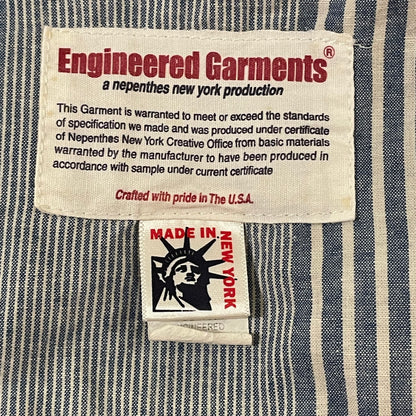 Engineered Garments®
a nepenthes new york production
This Garment is warranted to meet or exceed the standards
of specification we made and was produced under certificate
of Nepenthes New York Creative Office from basic materials
warranted by the manufacturer to have been produced in
accordance with sample under current certificate
Crafted with pride in The U.S.A.
MADE IN
NEW YORK